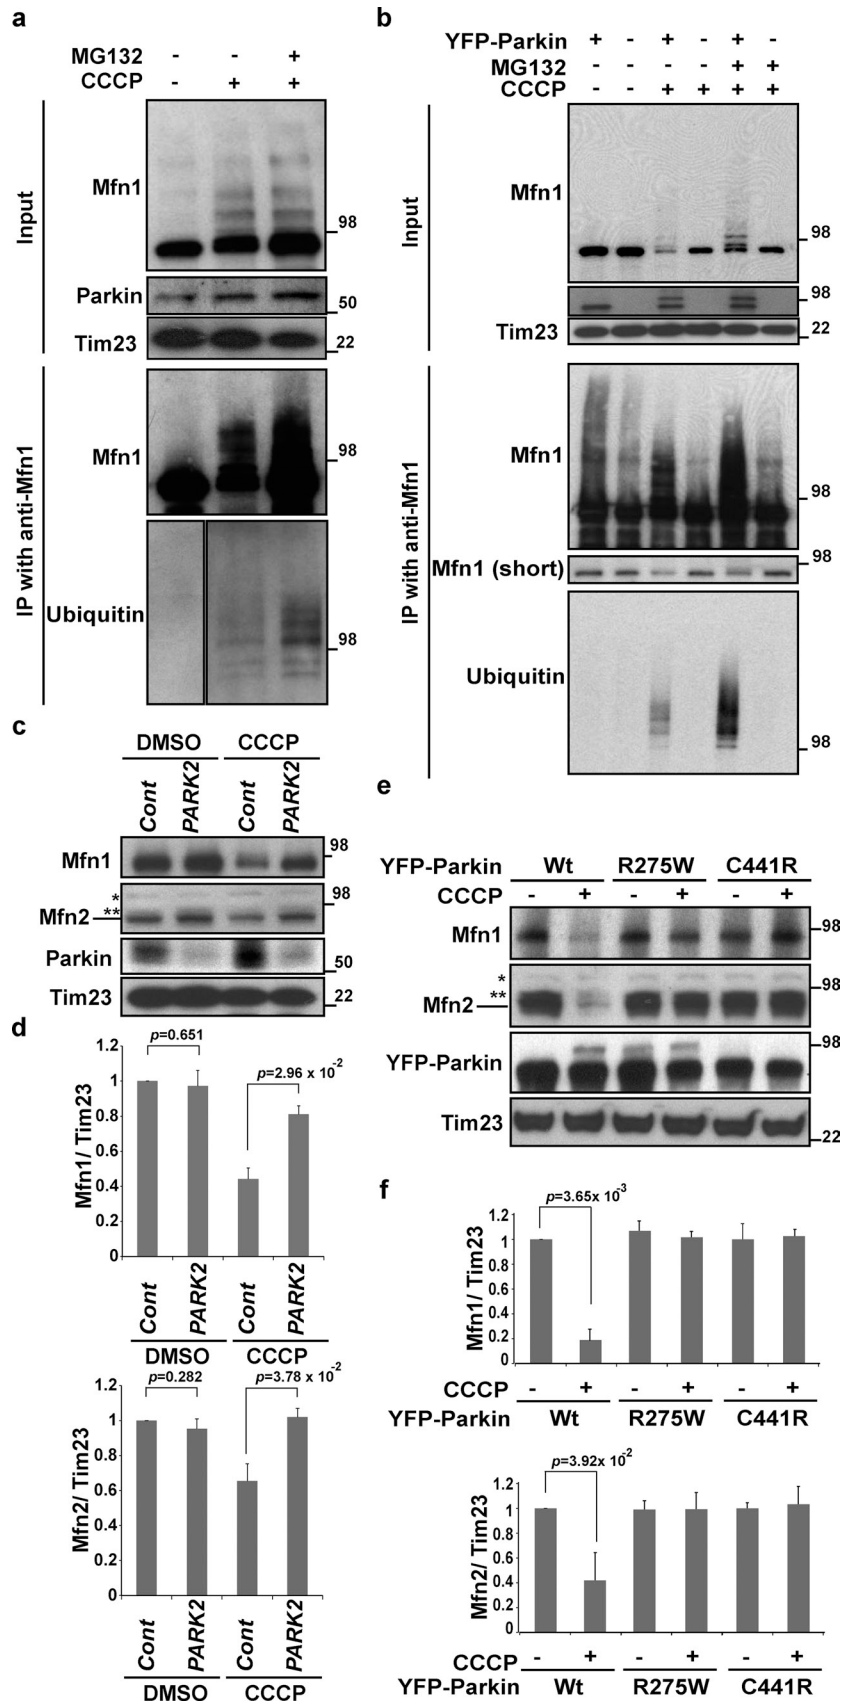 a
MG132 - - +
CCCP - + +
Input
Mfn1
98
Parkin
50
Tim23
22
IP with anti-Mfn1
Mfn1
98
Ubiquitin
98
b
YFP-Parkin + - + - + -
MG132 - - - - + +
CCCP - - + + + +
Input
Mfn1
98
98
Tim23
22
IP with anti-Mfn1
Mfn1
98
Mfn1 (short)
98
Ubiquitin
98
c
DMSO CCCP
Cont PARK2 Cont PARK2
Mfn1
98
*
98
Mfn2 **
Parkin
50
Tim23
22
d
p=0.651
p=2.96 x 10-2
Mfn1/ Tim23
1.2
1
0.8
0.6
0.4
0.2
0
Cont PARK2 Cont PARK2
DMSO CCCP
p=0.282
p=3.78 x 10-2
Mfn2/ Tim23
1.2
1
0.8
0.6
0.4
0.2
0
Cont PARK2 Cont PARK2
DMSO CCCP
e
YFP-Parkin Wt R275W C441R
CCCP - + - + - +
Mfn1
98
*
98
Mfn2 **
YFP-Parkin
98
Tim23
22
f
p=3.65x 10-3
Mfn1/ Tim23
1.2
1
0.8
0.6
0.4
0.2
0
CCCP - + - + - +
YFP-Parkin Wt R275W C441R
p=3.92x 10-2
Mfn2/ Tim23
1.2
1
0.8
0.6
0.4
0.2
0
CCCP - + - + - +
YFP-Parkin Wt R275W C441R